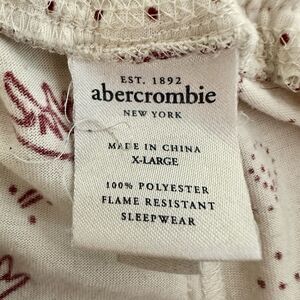 EST. 1892
abercrombie
NEW YORK
MADE IN CHINA
X-LARGE
100% POLYESTER
FLAME RESISTANT
SLEEPWEAR